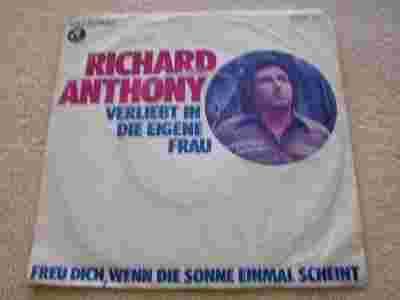 RICHARD
ANTHONY
VERLIEBT IN
DIE EIGENE
FRAU
FREU DICH, WENN DIE SONNE EINMAL SCHEINT